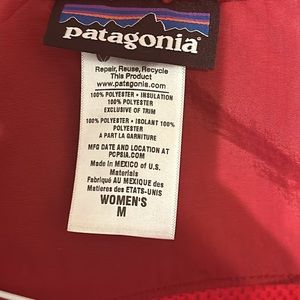 patagonia
Repair, Reuse, Recycle
This Product
www.patagonia.com
100% POLYESTER • INSULATION
100% POLYESTER
EXCLUSIVE OF TRIM
100% POLYESTER • ISOLANT 100%
POLYESTER
A PART LA GARNITURE
MFG DATE AND LOCATION AT
PCPSIA.COM
Made in MEXICO of U.S.
Materials
Fabriqué AU MEXIQUE des
Matieres des ETATS-UNIS
WOMEN'S
M